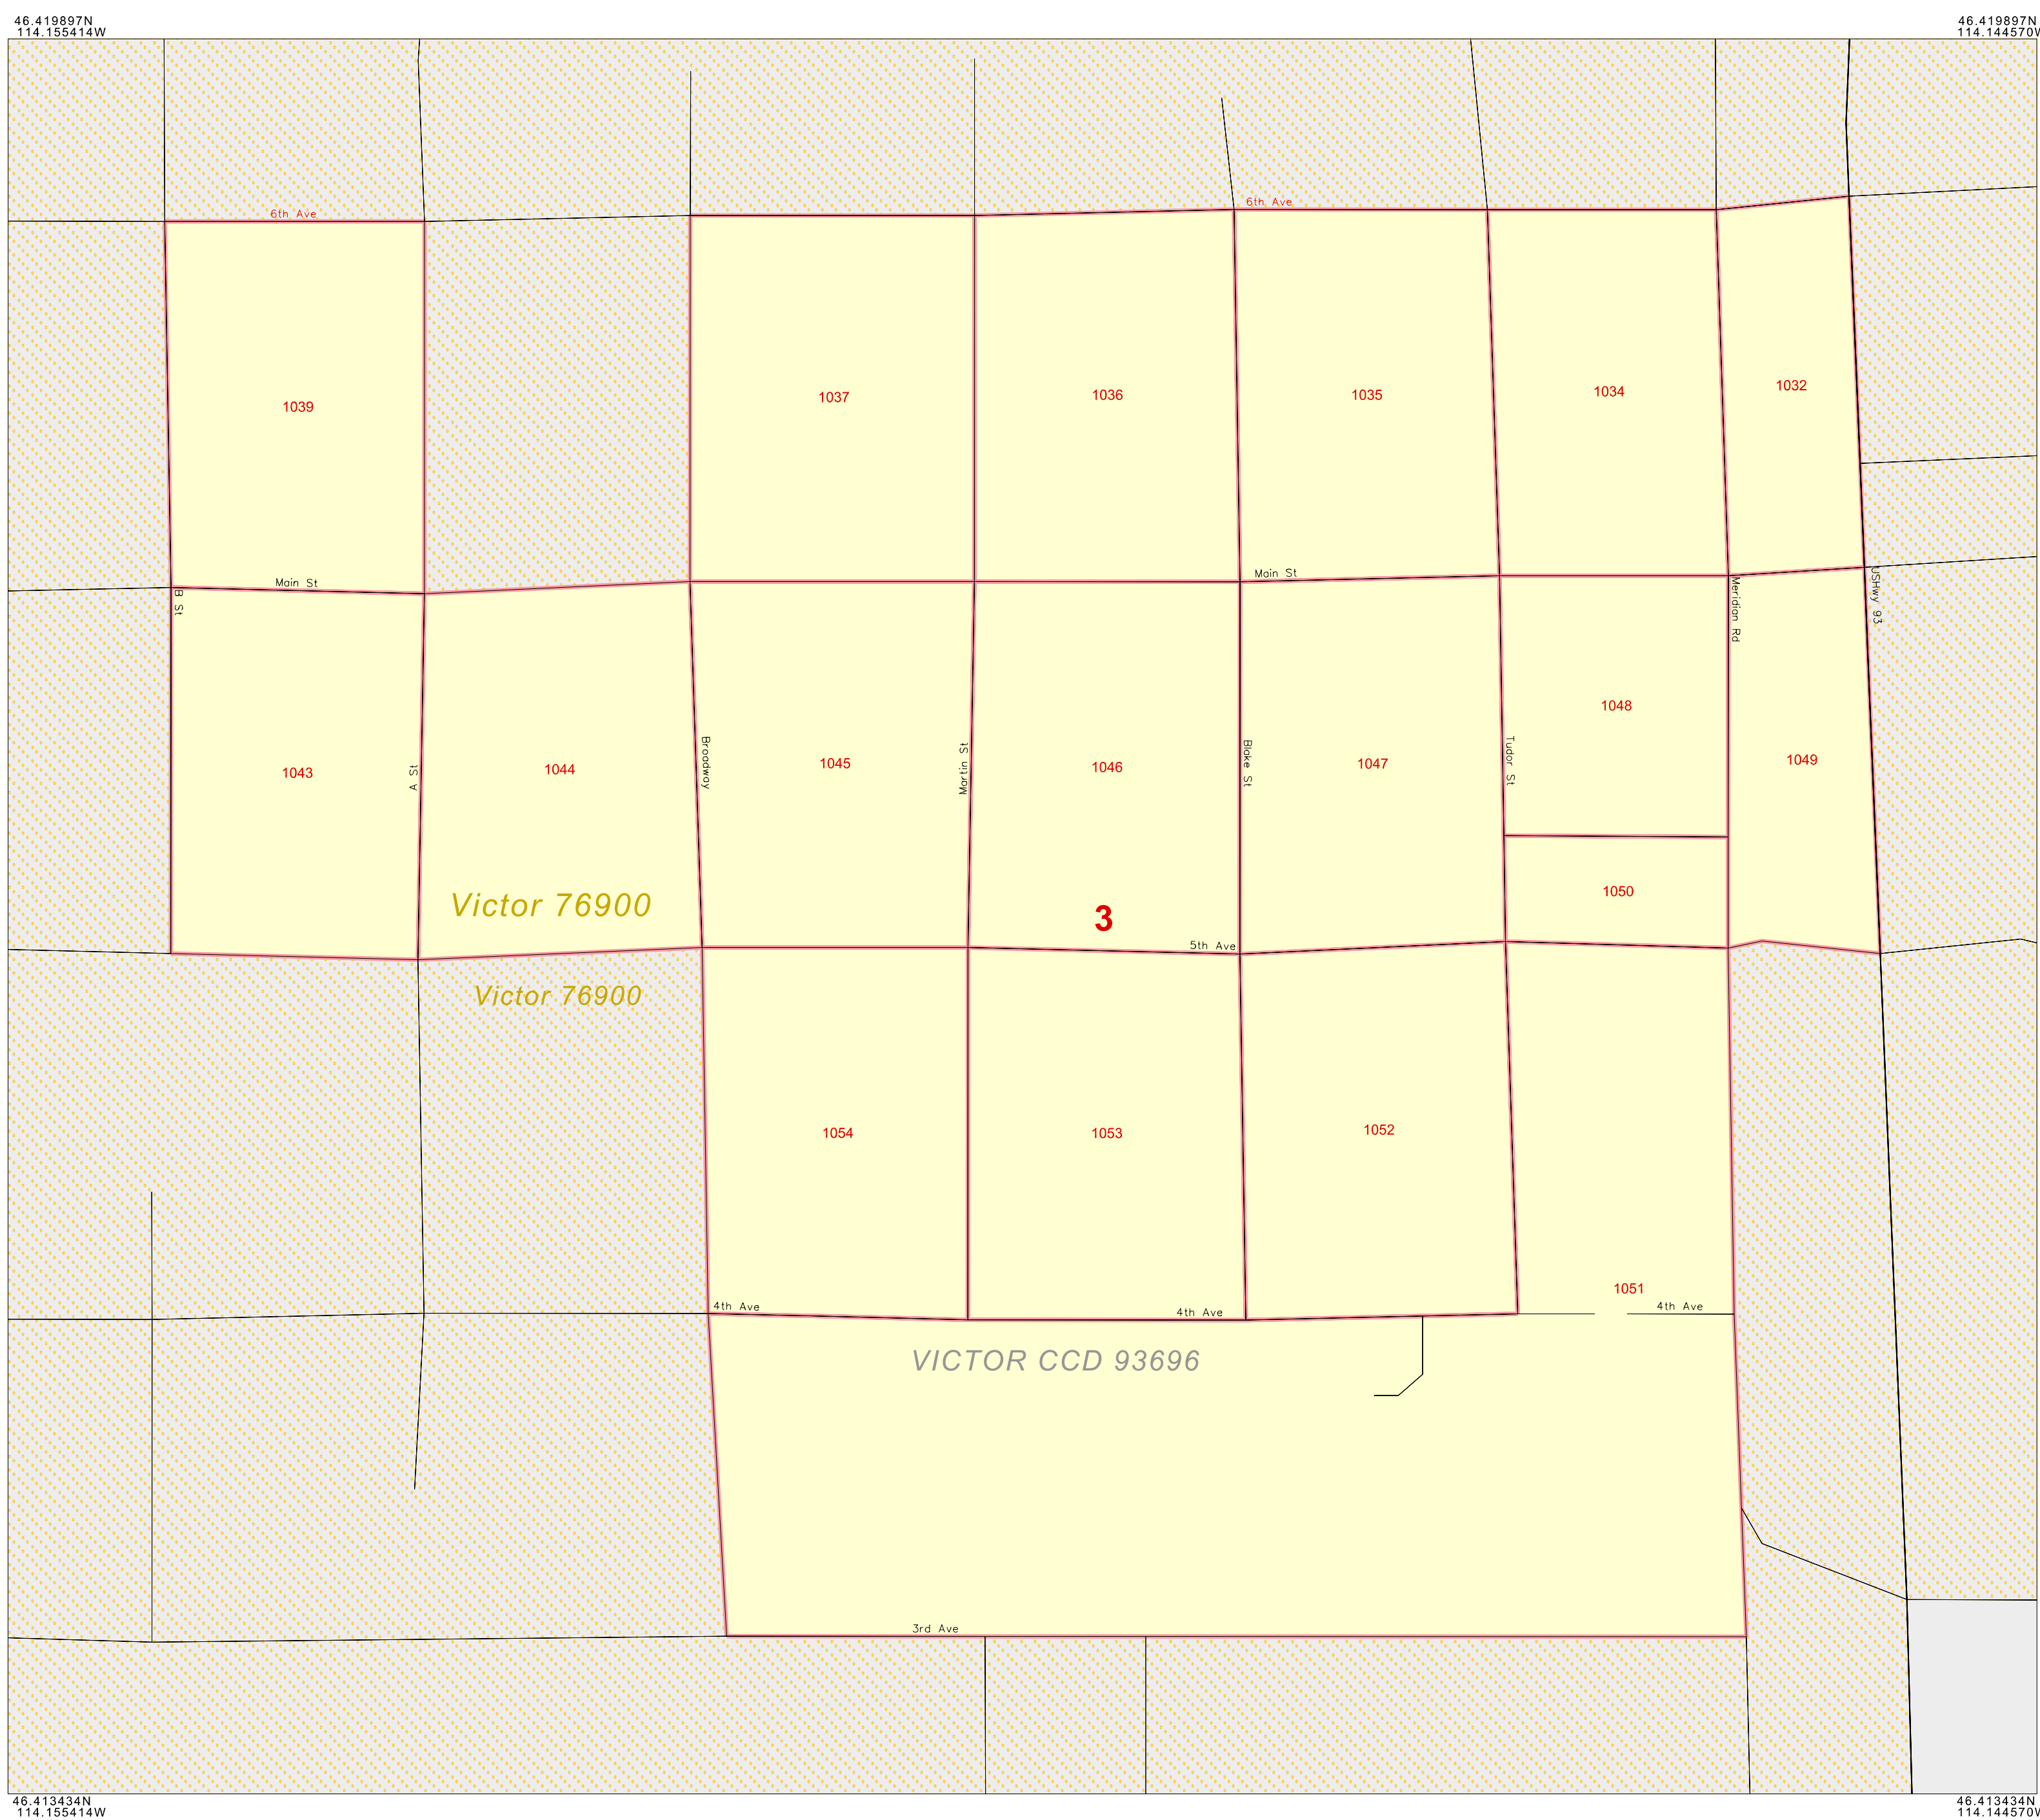 46.419897N
114.155414W
46.419897N
114.144570W
6th Ave
6th Ave
1039
1037
1036
1035
1034
1032
Main St
Main St
B St
Meridian Rd
USHwy 93
1048
1043
A St
1044
Broadway
1045
Martin St
1046
Blake St
1047
Tudor St
1049
1050
Victor 76900
3
5th Ave
Victor 76900
1054
1053
1052
1051
4th Ave
4th Ave
4th Ave
VICTOR CCD 93696
3rd Ave
46.413434N
114.155414W
46.413434N
114.144570W